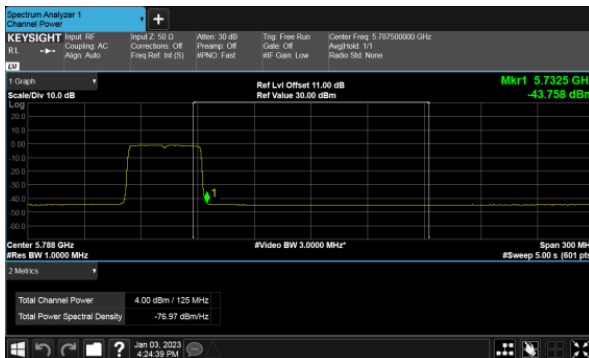 Spectrum Analyzer 1
Channel Power
+
KEYSIGHT
Input: RF
Coupling: AC
Align: Auto
Input Z: 50 Ω
Corrections: Off
Freq Ref: Int (S)
Atten: 30 dB
Preamp: Off
#PNO: Fast
Trig: Free Run
Gate: Off
#IF Gain: Low
Center Freq: 5.787500000 GHz
Avg|Hold: 1/1
Radio Std: None
RL
LXI
1 Graph
Scale/Div 10.0 dB
Ref Lvl Offset 11.00 dB
Ref Value 30.00 dBm
Mkr1 5.7325 GH
-43.758 dBr
Log
20.0
10.0
0.00
-10.0
-20.0
-30.0
-40.0
-50.0
-60.0
1
Center 5.788 GHz
#Res BW 1.0000 MHz
#Video BW 3.0000 MHz*
Span 300 MH
#Sweep 5.00 s (601 pts
2 Metrics
Total Channel Power 4.00 dBm / 125 MHz
Total Power Spectral Density -76.97 dBm/Hz
?
Jan 03, 2023
4:24:39 PM